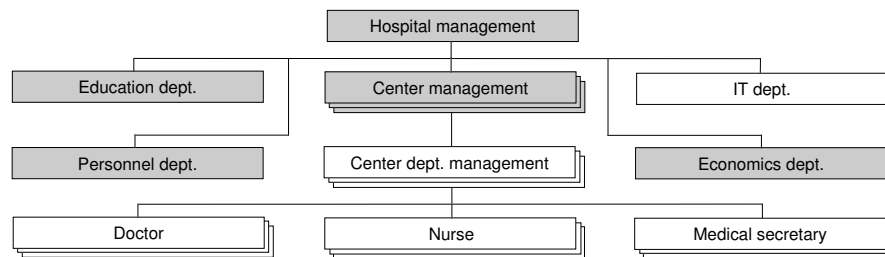 Hospital management
Education dept.
Center management
IT dept.
Personnel dept.
Center dept. management
Economics dept.
Doctor
Nurse
Medical secretary